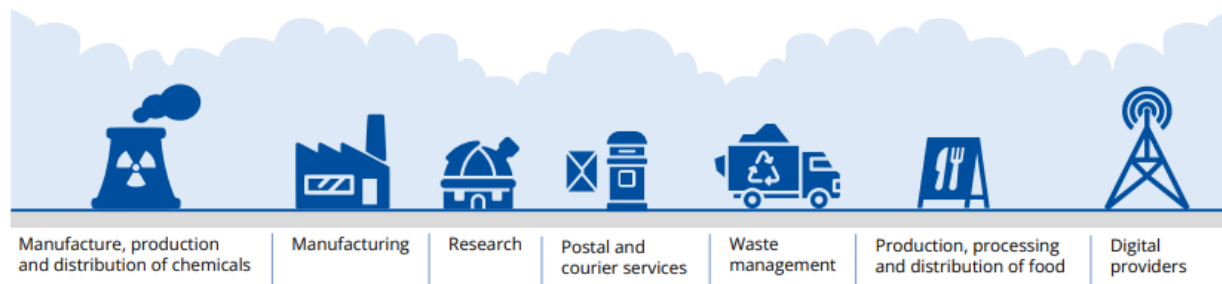 Manufacture, production
and distribution of chemicals
Manufacturing
Research
Postal and
courier services
Waste
management
Production, processing
and distribution of food
Digital
providers